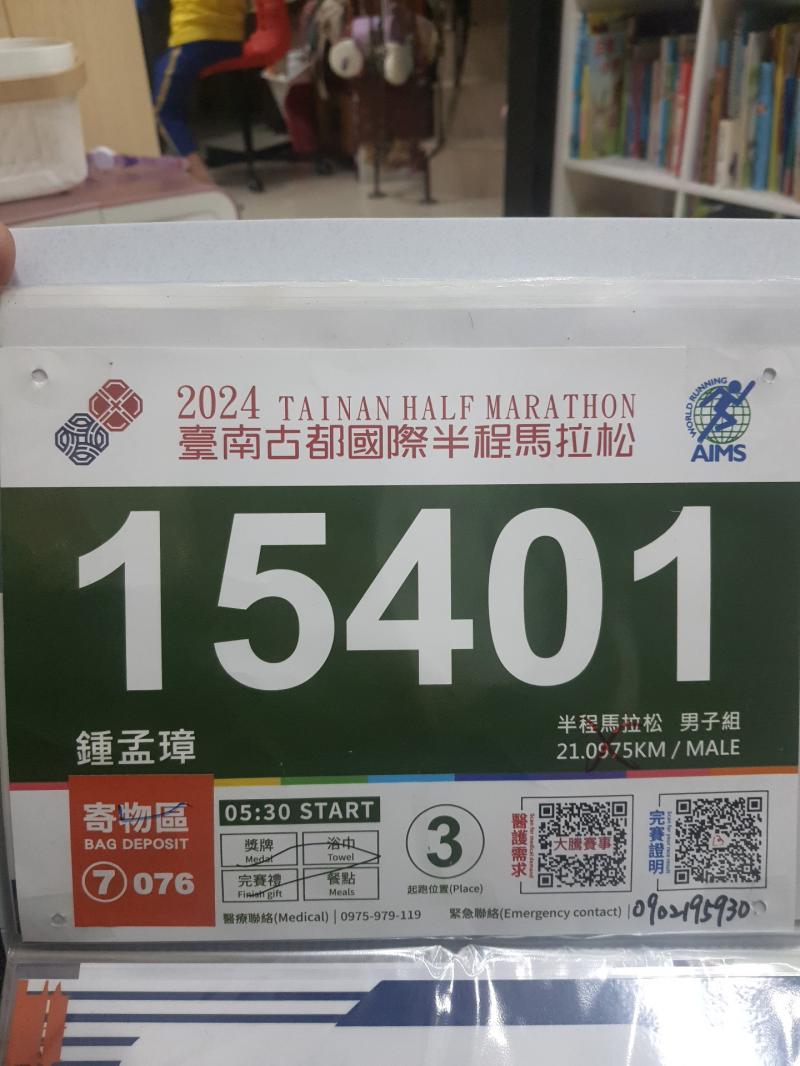 2024 TAINAN HALF MARATHON
臺南古都國際半程馬拉松
WORLD RUNNING
AIMS
15401
鍾孟璋
半程馬拉松 男子組
21.0975KM / MALE
寄物區
BAG DEPOSIT
7 076
05:30 START
獎牌
Medal
浴巾
Towel
完賽禮
Finish gift
餐點
Meals
3
起跑位置(Place)
醫護需求
大騰賽事
完賽證明
醫療聯絡(Medical) | 0975-979-119
緊急聯絡(Emergency contact) | 0902195930